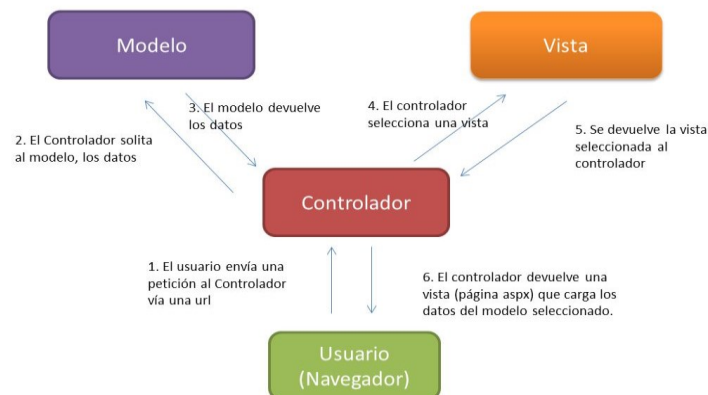 Modelo
Vista
3. El modelo devuelve
los datos
4. El controlador
selecciona una vista
2. El Controlador solita
al modelo, los datos
5. Se devuelve la vista
seleccionada al
controlador
Controlador
1. El usuario envía una
petición al Controlador
vía una url
6. El controlador devuelve una
vista (página aspx) que carga los
datos del modelo seleccionado.
Usuario
(Navegador)